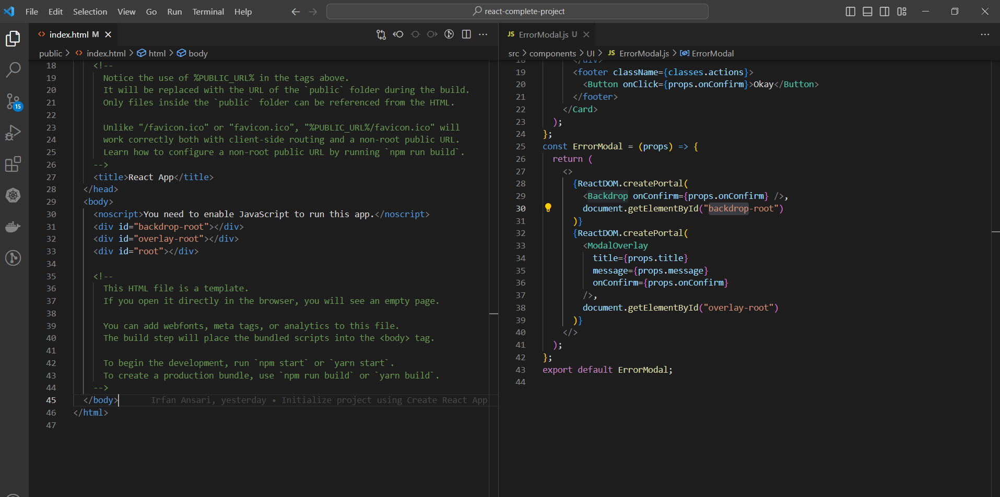 File Edit Selection View Go Run Terminal Help
react-complete-project
index.html M
public > index.html > html > body
18 <!--
19 Notice the use of %PUBLIC_URL% in the tags above.
20 It will be replaced with the URL of the `public` folder during the build.
21 Only files inside the `public` folder can be referenced from the HTML.
22
23 Unlike "/favicon.ico" or "favicon.ico", "%PUBLIC_URL%/favicon.ico" will
24 work correctly both with client-side routing and a non-root public URL.
25 Learn how to configure a non-root public URL by running `npm run build`.
26 -->
27 <title>React App</title>
28 </head>
29 <body>
30 <noscript>You need to enable JavaScript to run this app.</noscript>
31 <div id="backdrop-root"></div>
32 <div id="overlay-root"></div>
33 <div id="root"></div>
34
35 <!--
36 This HTML file is a template.
37 If you open it directly in the browser, you will see an empty page.
38
39 You can add webfonts, meta tags, or analytics to this file.
40 The build step will place the bundled scripts into the <body> tag.
41
42 To begin the development, run `npm start` or `yarn start`.
43 To create a production bundle, use `npm run build` or `yarn build`.
44 -->
45 </body> Irfan Ansari, yesterday • Initialize project using Create React App
46 </html>
47
15
JS ErrorModal.js U
src > components > UI > JS ErrorModal.js > ErrorModal
18 </div>
19 <footer className={classes.actions}>
20 <Button onClick={props.onConfirm}>Okay</Button>
21 </footer>
22 </Card>
23 );
24 };
25 const ErrorModal = (props) => {
26 return (
27 <>
28 {ReactDOM.createPortal(
29 <Backdrop onConfirm={props.onConfirm} />,
30 document.getElementById("backdrop-root")
31 )}
32 {ReactDOM.createPortal(
33 <ModalOverlay
34 title={props.title}
35 message={props.message}
36 onConfirm={props.onConfirm}
37 />,
38 document.getElementById("overlay-root")
39 )}
40 </>
41 );
42 };
43 export default ErrorModal;
44